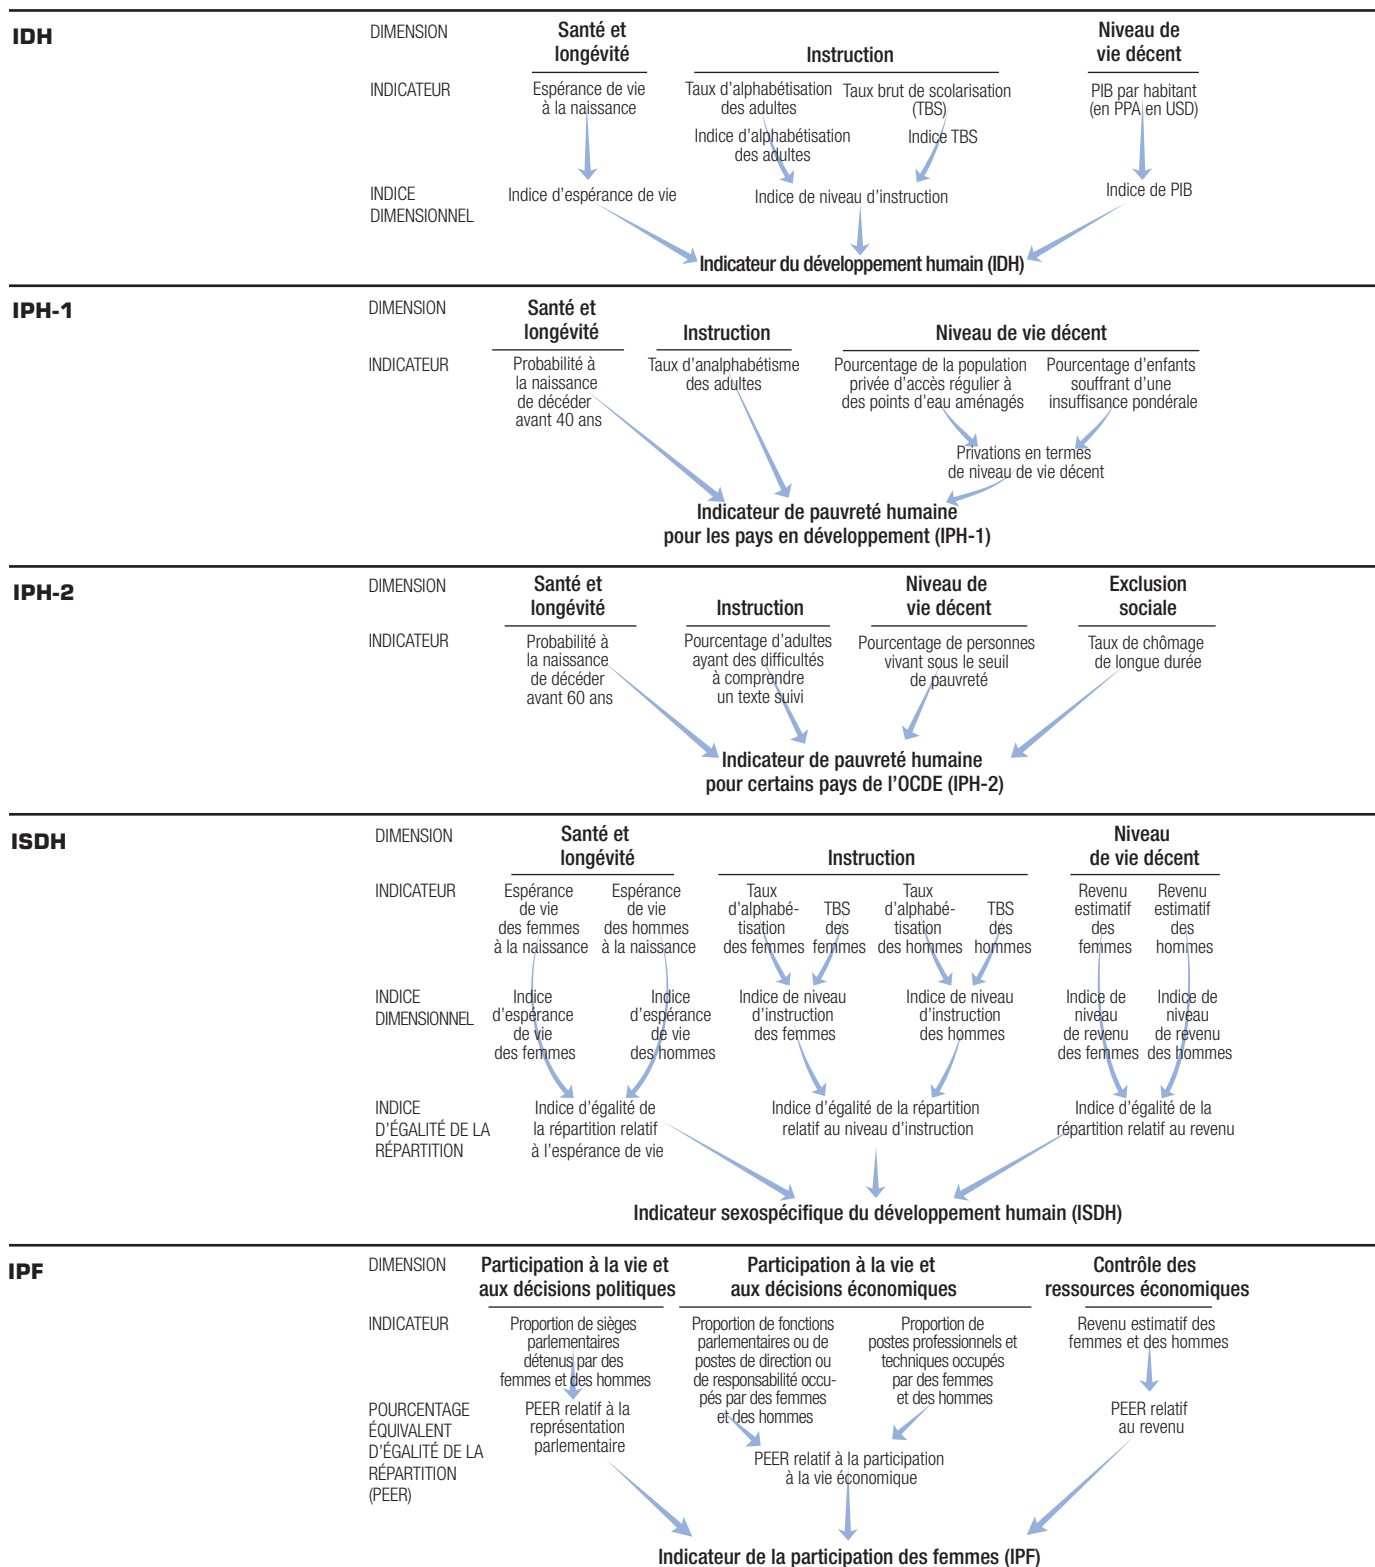 IDH
DIMENSION
Santé et
longévité
Instruction
Niveau de
vie décent
INDICATEUR
Espérance de vie
à la naissance
Taux d'alphabétisation
des adultes
Taux brut de scolarisation
(TBS)
PIB par habitant
(en PPA en USD)
Indice d'alphabétisation
des adultes
Indice TBS
INDICE
DIMENSIONNEL
Indice d'espérance de vie
Indice de niveau d'instruction
Indice de PIB
Indicateur du développement humain (IDH)
IPH-1
DIMENSION
Santé et
longévité
Instruction
Niveau de vie décent
INDICATEUR
Probabilité à
la naissance
de décéder
avant 40 ans
Taux d'analphabétisme
des adultes
Pourcentage de la population
privée d'accès régulier à
des points d'eau aménagés
Pourcentage d'enfants
souffrant d'une
insuffisance pondérale
Privations en termes
de niveau de vie décent
Indicateur de pauvreté humaine
pour les pays en développement (IPH-1)
IPH-2
DIMENSION
Santé et
longévité
Instruction
Niveau de
vie décent
Exclusion
sociale
INDICATEUR
Probabilité à
la naissance
de décéder
avant 60 ans
Pourcentage d'adultes
ayant des difficultés
à comprendre
un texte suivi
Pourcentage de personnes
vivant sous le seuil
de pauvreté
Taux de chômage
de longue durée
Indicateur de pauvreté humaine
pour certains pays de l'OCDE (IPH-2)
ISDH
DIMENSION
Santé et
longévité
Instruction
Niveau
de vie décent
INDICATEUR
Espérance
de vie
des femmes
à la naissance
Espérance
de vie
des hommes
à la naissance
Taux
d'alphabé-
tisation
des femmes
TBS
des
femmes
Taux
d'alphabé-
tisation
des hommes
TBS
des
hommes
Revenu
estimatif
des
femmes
Revenu
estimatif
des
hommes
INDICE
DIMENSIONNEL
Indice
d'espérance
de vie
des femmes
Indice
d'espérance
de vie
des hommes
Indice de niveau
d'instruction
des femmes
Indice de niveau
d'instruction
des hommes
Indice de
niveau
de revenu
des femmes
Indice de
niveau
de revenu
des hommes
INDICE
D'ÉGALITÉ DE LA
RÉPARTITION
Indice d'égalité de
la répartition relatif
à l'espérance de vie
Indice d'égalité de la répartition
relatif au niveau d'instruction
Indice d'égalité de la
répartition relatif au revenu
Indicateur sexospécifique du développement humain (ISDH)
IPF
DIMENSION
Participation à la vie et
aux décisions politiques
Participation à la vie et
aux décisions économiques
Contrôle des
ressources économiques
INDICATEUR
Proportion de sièges
parlementaires
détenus par des
femmes et des hommes
Proportion de fonctions
parlementaires ou de
postes de direction ou
de responsabilité occu-
pés par des femmes
et des hommes
Proportion de
postes professionnels et
techniques occupés
par des femmes
et des hommes
Revenu estimatif des
femmes et des hommes
POURCENTAGE
ÉQUIVALENT
D'ÉGALITÉ DE LA
RÉPARTITION
(PEER)
PEER relatif à la
représentation
parlementaire
PEER relatif à la participation
à la vie économique
PEER relatif
au revenu
Indicateur de la participation des femmes (IPF)